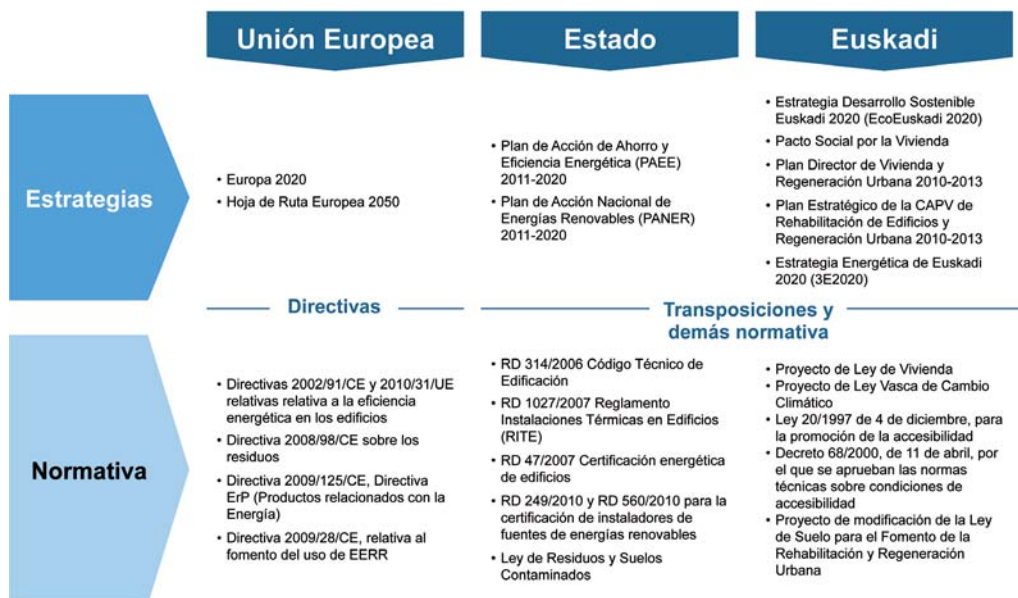 Unión Europea
Estado
Euskadi
Estrategias
• Europa 2020
• Hoja de Ruta Europea 2050
• Plan de Acción de Ahorro y
Eficiencia Energética (PAEE)
2011-2020
• Plan de Acción Nacional de
Energías Renovables (PANER)
2011-2020
• Estrategia Desarrollo Sostenible
Euskadi 2020 (EcoEuskadi 2020)
• Pacto Social por la Vivienda
• Plan Director de Vivienda y
Regeneración Urbana 2010-2013
• Plan Estratégico de la CAPV de
Rehabilitación de Edificios y
Regeneración Urbana 2010-2013
• Estrategia Energética de Euskadi
2020 (3E2020)
Directivas
Transposiciones y
demás normativa
Normativa
• Directivas 2002/91/CE y 2010/31/UE
relativas relativa a la eficiencia
energética en los edificios
• Directiva 2008/98/CE sobre los
residuos
• Directiva 2009/125/CE, Directiva
ErP (Productos relacionados con la
Energía)
• Directiva 2009/28/CE, relativa al
fomento del uso de EERR
• RD 314/2006 Código Técnico de
Edificación
• RD 1027/2007 Reglamento
Instalaciones Térmicas en Edificios
(RITE)
• RD 47/2007 Certificación energética
de edificios
• RD 249/2010 y RD 560/2010 para la
certificación de instaladores de
fuentes de energías renovables
• Ley de Residuos y Suelos
Contaminados
• Proyecto de Ley de Vivienda
• Proyecto de Ley Vasca de Cambio
Climático
• Ley 20/1997 de 4 de diciembre, para
la promoción de la accesibilidad
• Decreto 68/2000, de 11 de abril, por
el que se aprueban las normas
técnicas sobre condiciones de
accesibilidad
• Proyecto de modificación de la Ley
de Suelo para el Fomento de la
Rehabilitación y Regeneración
Urbana